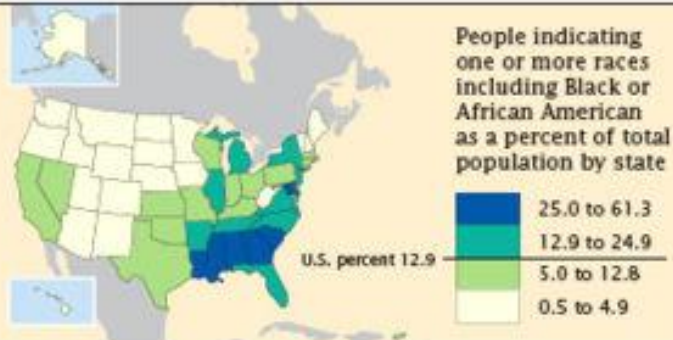 People indicating
one or more races
including Black or
African American
as a percent of total
population by state
25.0 to 61.3
12.9 to 24.9
U.S. percent 12.9
5.0 to 12.8
0.5 to 4.9